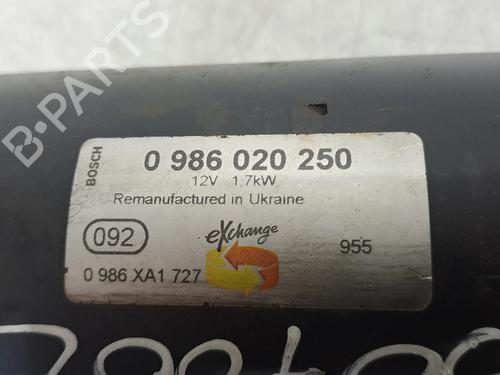 B-PARTS
BOSCH
0 986 020 250
12V 1,7kW
Remanufactured in Ukraine
092
eXchange
955
0 986 XA1 727